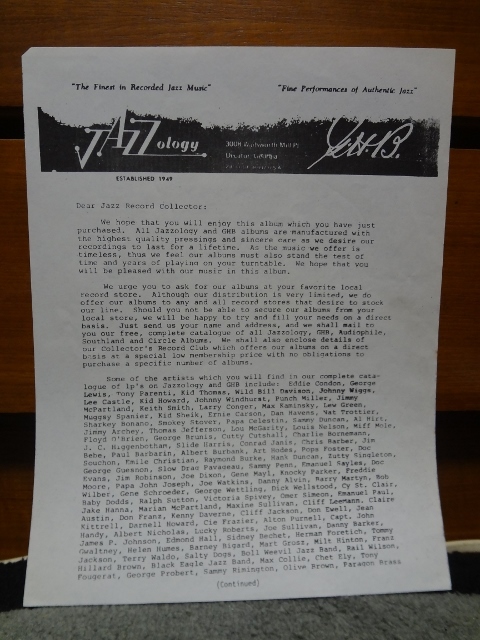 "The Finest in Recorded Jazz Music" "Fine Performances of Authentic Jazz"
JAZZology G.H.B.
3008 Wadsworth Mill Pl.
Decatur, Georgia
ESTABLISHED 1949
Dear Jazz Record Collector:
We hope that you will enjoy this album which you have just
purchased. All Jazzology and GHB albums are manufactured with
the highest quality pressings and sincere care as we desire our
recordings to last for a lifetime. As the music we offer is
timeless, thus we feel our albums must also stand the test of
time and years of playing on your turntable. We hope that you
will be pleased with our music in this album.
We urge you to ask for our albums at your favorite local
record store. Although our distribution is very limited, we do
offer our albums to any and all record stores that desire to stock
our line. Should you not be able to secure our albums from your
local store, we will be happy to try and fill your needs on a direct
basis. Just send us your name and address, and we shall mail to
you our free, complete catalogue of all Jazzology, GHB, Audiophile,
Southland and Circle Albums. We shall also enclose details of
our Collector's Record Club which offers our albums on a direct
basis at a special low membership price with no obligations to
purchase a specific number of albums.
Some of the artists which you will find in our complete cata-
logue of lp's on Jazzology and GHB include: Eddie Condon, George
Lewis, Tony Parenti, Kid Thomas, Wild Bill Davison, Johnny Wiggs,
Lee Castle, Kid Howard, Johnny Windhurst, Punch Miller, Jimmy
McPartland, Keith Smith, Larry Conger, Max Kaminsky, Lew Green,
Muggsy Spanier, Kid Sheik, Ernie Carson, Dan Havens, Nat Trottier,
Sharkey Bonano, Smokey Stover, Papa Celestin, Sammy Duncan, Al Hirt,
Jimmy Archey, Thomas Jefferson, Lou McGarity, Louis Nelson, Miff Mole,
Floyd O'Brien, George Brunis, Cutty Cutshall, Charlie Bornemann,
J. C. Higginbotham, Slide Harris, Conrad Janis, Chris Barber, Jim
Bebe, Paul Barbarin, Albert Burbank, Art Hodes, Pops Foster, Doc
Souchon, Emile Christian, Raymond Burke, Hank Duncan, Zutty Singleton,
George Guesnon, Slow Drag Pavageau, Sammy Penn, Emanuel Sayles, Doc
Evans, Jim Robinson, Joe Dixon, Gene Mayl, Knocky Parker, Freddie
Moore, Papa John Joseph, Joe Watkins, Danny Alvin, Barry Martyn, Bob
Wilber, Gene Schroeder, George Wettling, Dick Wellstood, Cy St. Clair,
Baby Dodds, Ralph Sutton, Victoria Spivey, Omer Simeon, Emanuel Paul,
Jake Hanna, Marian McPartland, Maxine Sullivan, Cliff Leemann, Claire
Austin, Don Frans, Kenny Daverne, Cliff Jackson, Don Ewell, Jean
Kittrell, Darnell Howard, Cie Frazier, Alton Purnell, Capt. John
Handy, Albert Nicholas, Lucky Roberts, Joe Sullivan, Danny Barker,
James P. Johnson, Edmond Hall, Sidney Bechet, Herman Foretich, Tommy
Gwaltney, Helen Humes, Barney Bigard, Matt Grosz, Milt Hinton, Franz
Jackson, Terry Waldo, Salty Dogs, Boll Weevil Jazz Band, Rail Wilson,
Hillard Brown, Black Eagle Jazz Band, Max Collie, Chet Ely, Tony
Fougerat, George Probert, Sammy Rimington, Olive Brown, Paragon Brass
(Continued)